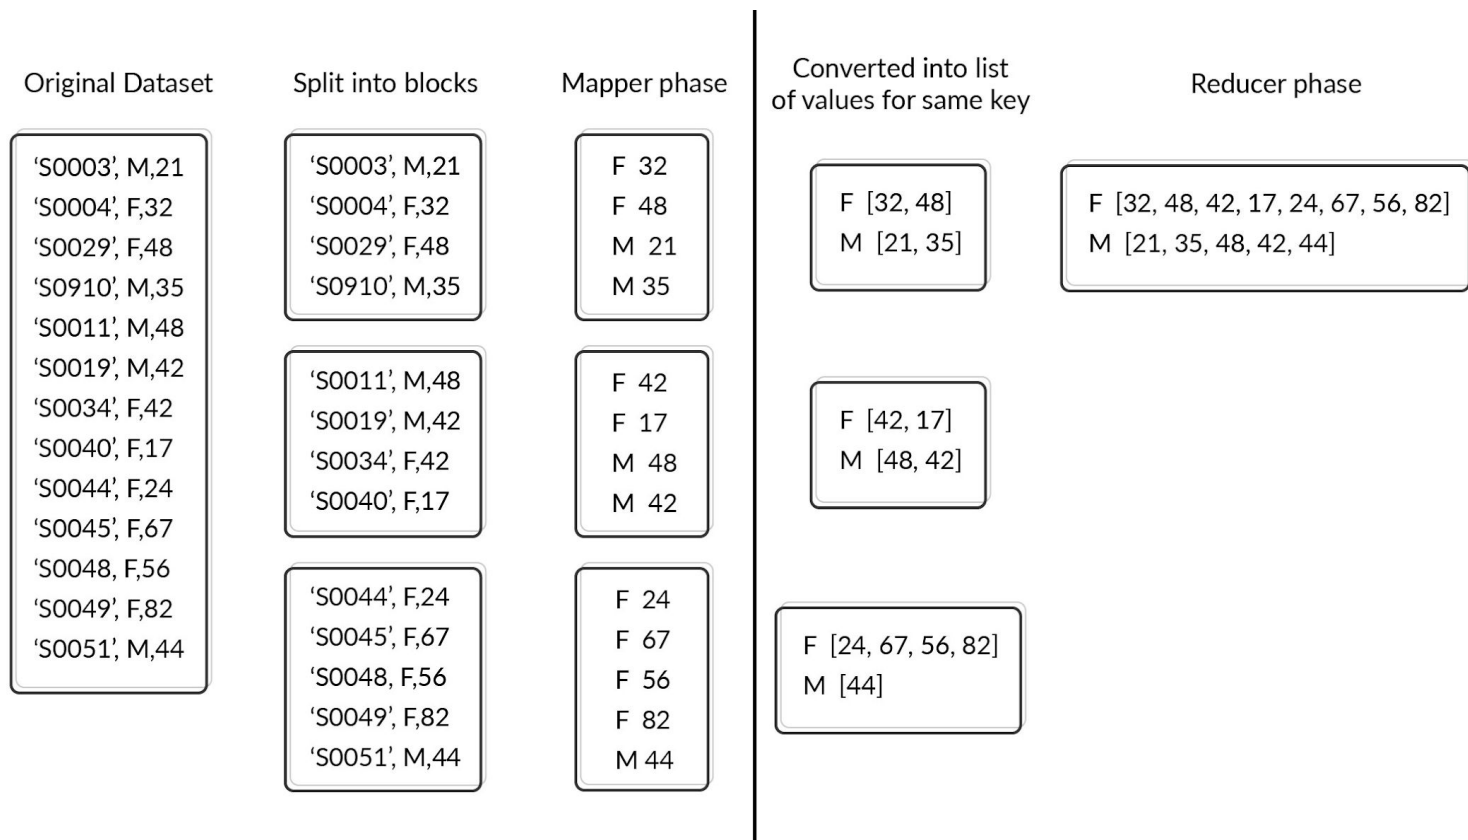 Original Dataset
‘S0003’, M,21
‘S0004’, F,32
‘S0029’, F,48
‘S0910’, M,35
‘S0011’, M,48
‘S0019’, M,42
‘S0034’, F,42
‘S0040’, F,17
‘S0044’, F,24
‘S0045’, F,67
‘S0048, F,56
‘S0049’, F,82
‘S0051’, M,44
Split into blocks
‘S0003’, M,21
‘S0004’, F,32
‘S0029’, F,48
‘S0910’, M,35
‘S0011’, M,48
‘S0019’, M,42
‘S0034’, F,42
‘S0040’, F,17
‘S0044’, F,24
‘S0045’, F,67
‘S0048, F,56
‘S0049’, F,82
‘S0051’, M,44
Mapper phase
F 32
F 48
M 21
M 35
F 42
F 17
M 48
M 42
F 24
F 67
F 56
F 82
M 44
Converted into list
of values for same key
F [32, 48]
M [21, 35]
F [42, 17]
M [48, 42]
F [24, 67, 56, 82]
M [44]
Reducer phase
F [32, 48, 42, 17, 24, 67, 56, 82]
M [21, 35, 48, 42, 44]